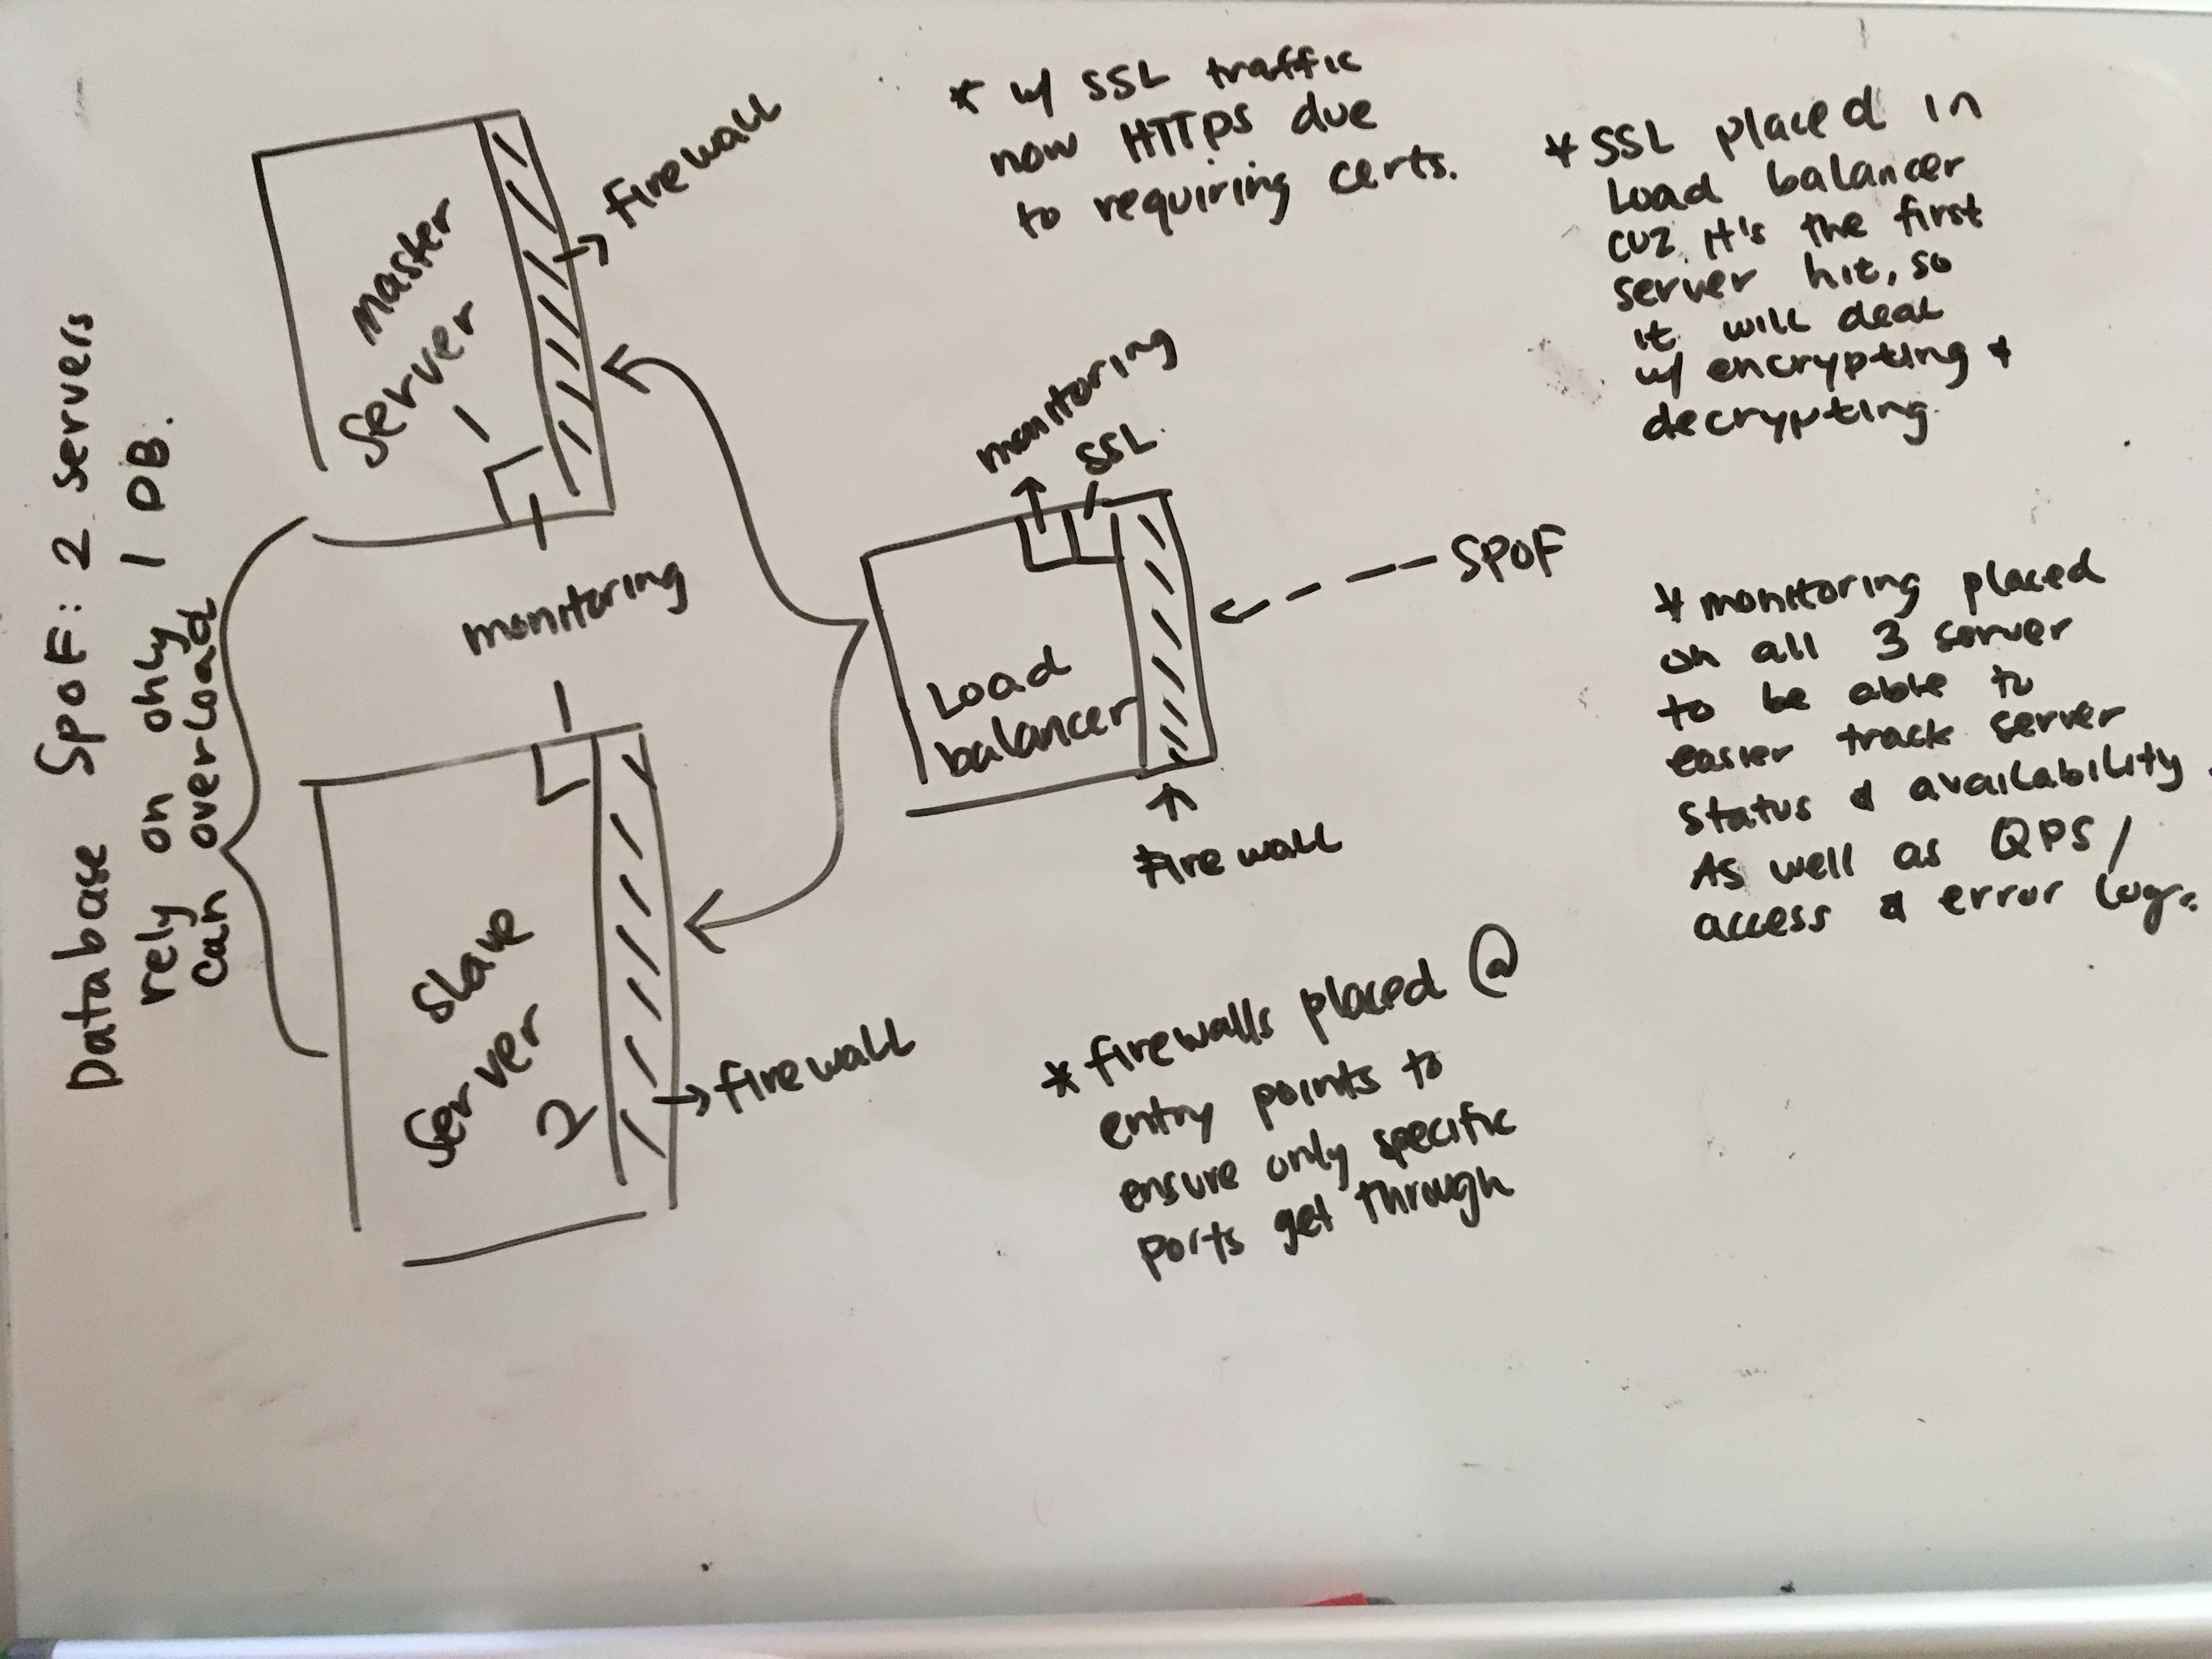 Database SPOF: 2 servers
rely on only 1 DB.
can overload
master
server
1
firewall
monitoring
slave
server
2
firewall
* w/ SSL traffic
now HTTPS due
to requiring certs.
monitoring
SSL
Load
balancer
SPOF
firewall
* SSL placed in
Load balancer
cuz it's the first
server hit, so
it will deal
w/ encrypting &
decrypting.
* monitoring placed
on all 3 server
to be able to
easier track server
status & availability.
As well as QPS/
access & error logs.
* firewalls placed @
entry points to
ensure only specific
ports get through